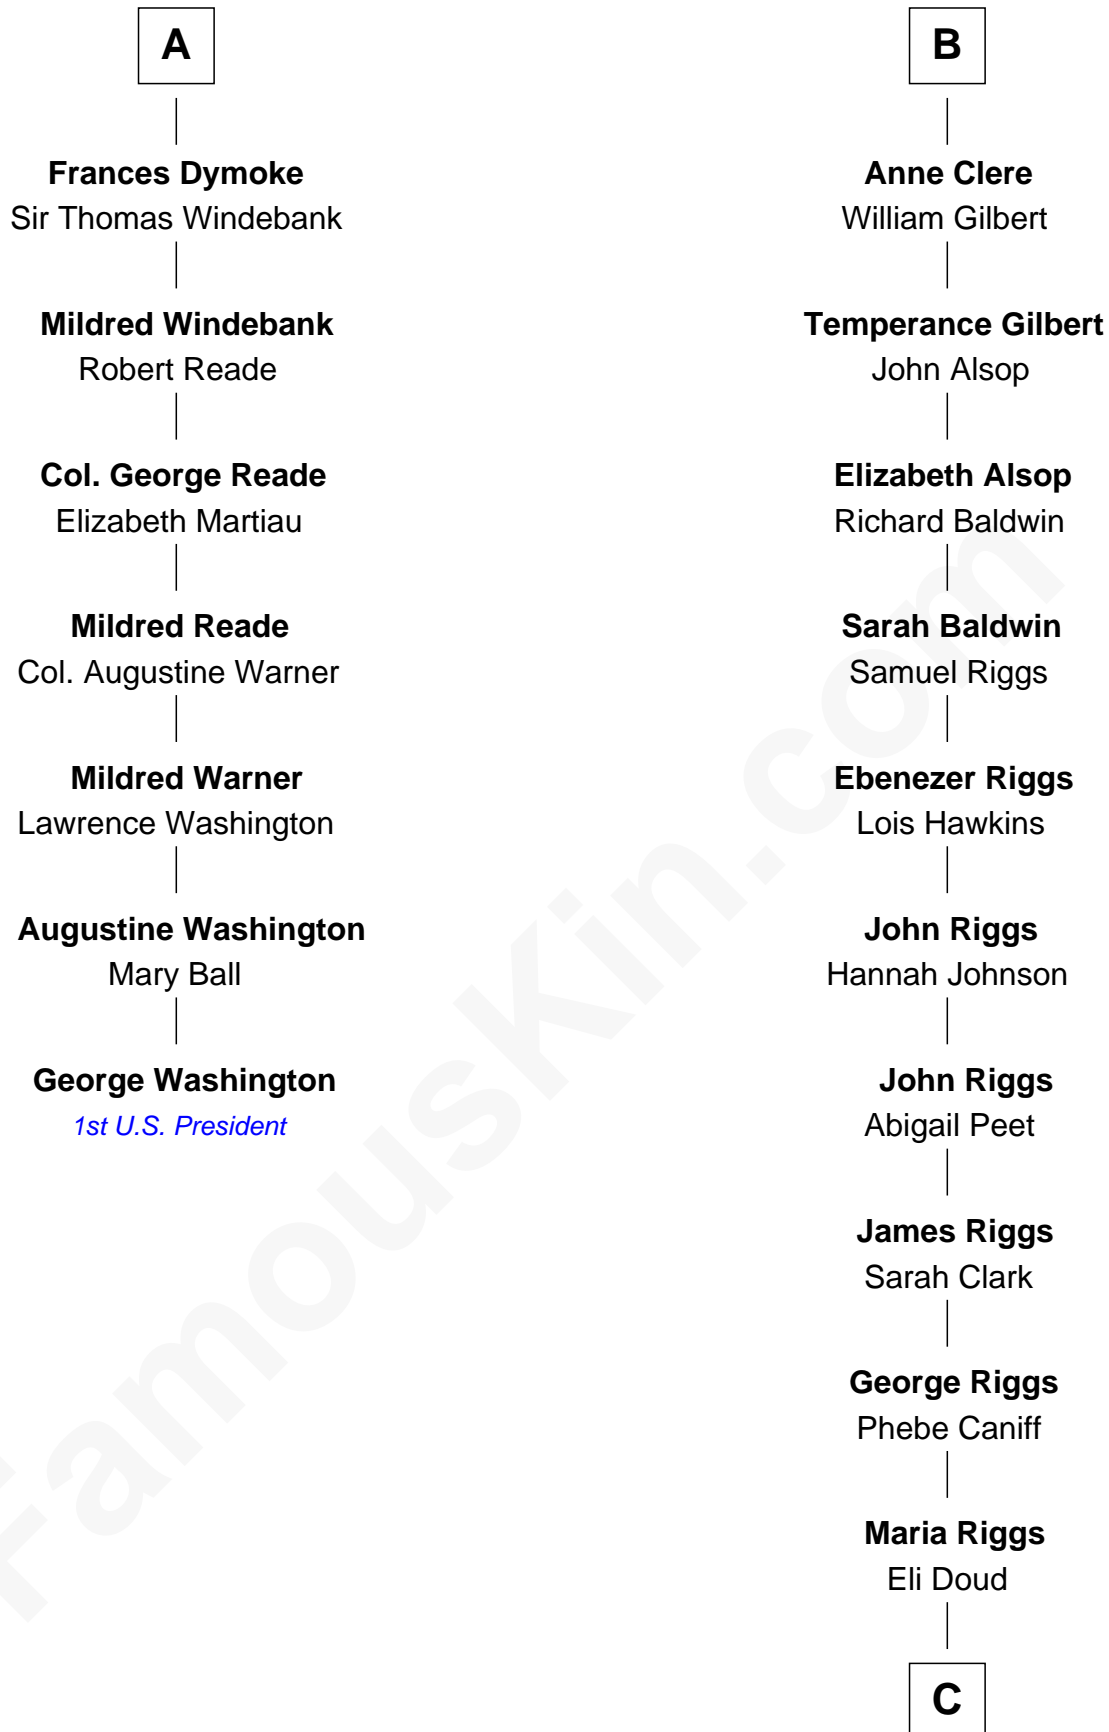 A
Frances Dymoke
Sir Thomas Windebank
Mildred Windebank
Robert Reade
Col. George Reade
Elizabeth Martiau
Mildred Reade
Col. Augustine Warner
Mildred Warner
Lawrence Washington
Augustine Washington
Mary Ball
George Washington
1st U.S. President
B
Anne Clere
William Gilbert
Temperance Gilbert
John Alsop
Elizabeth Alsop
Richard Baldwin
Sarah Baldwin
Samuel Riggs
Ebenezer Riggs
Lois Hawkins
John Riggs
Hannah Johnson
John Riggs
Abigail Peet
James Riggs
Sarah Clark
George Riggs
Phebe Caniff
Maria Riggs
Eli Doud
C
FamousKin.com